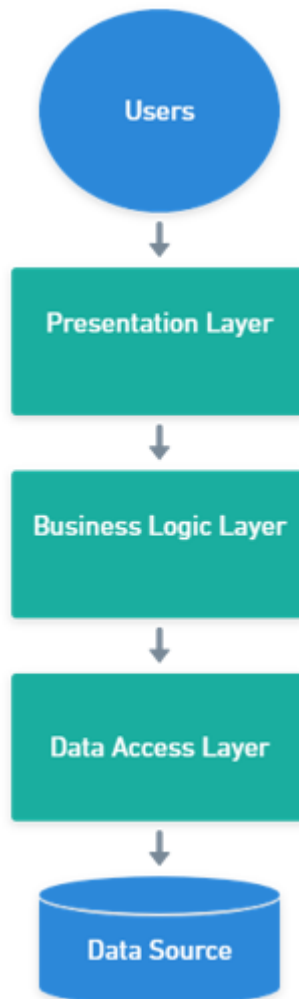 Users
Presentation Layer
Business Logic Layer
Data Access Layer
Data Source